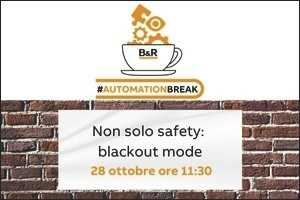 B&R
#AUTOMATIONBREAK
Non solo safety:
blackout mode
28 ottobre ore 11:30